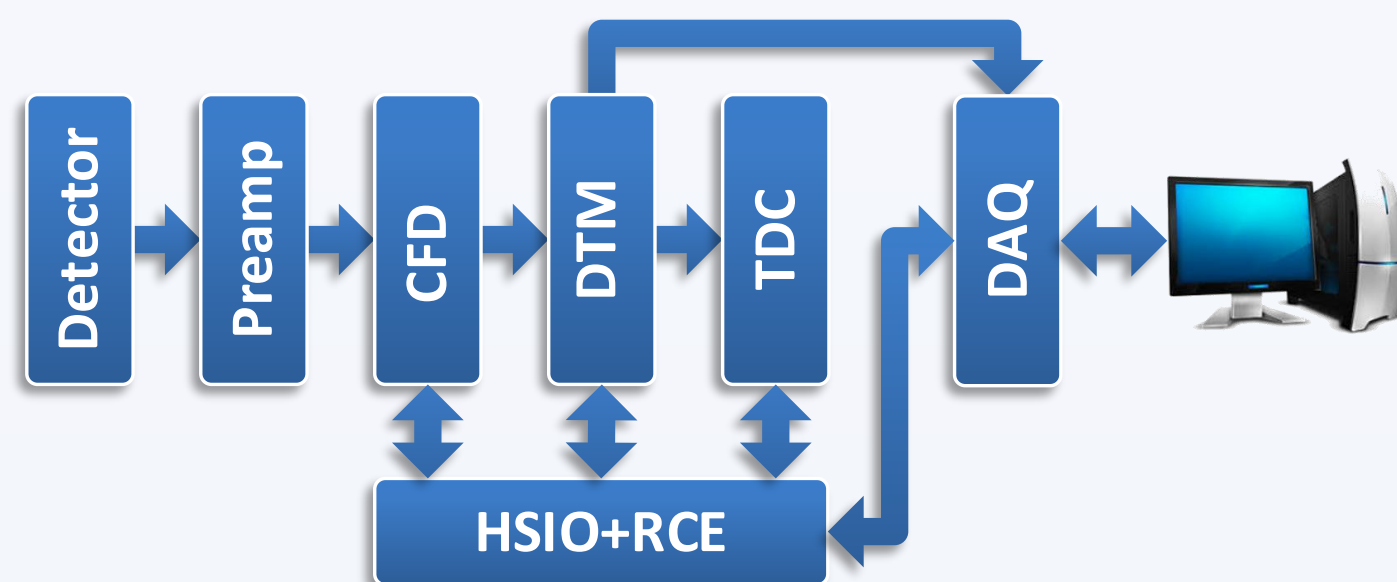 Detector
Preamp
CFD
DTM
TDC
DAQ
HSIO+RCE